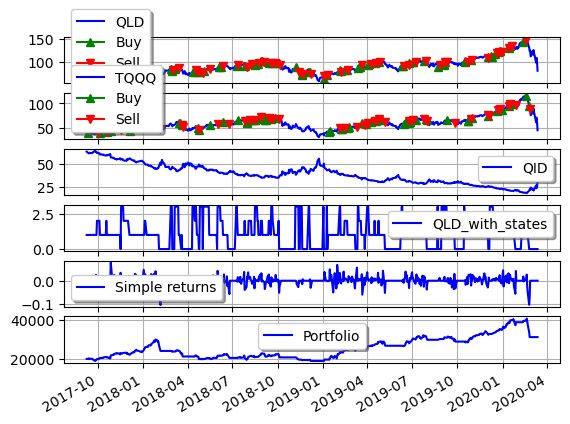 QLD
Buy
Sell
150
100
TQQQ
Buy
Sell
100
50
QID
50
25
QLD_with_states
2.5
0.0
Simple returns
0.0
−0.1
Portfolio
40000
20000
2017-10
2018-01
2018-04
2018-07
2018-10
2019-01
2019-04
2019-07
2019-10
2020-01
2020-04